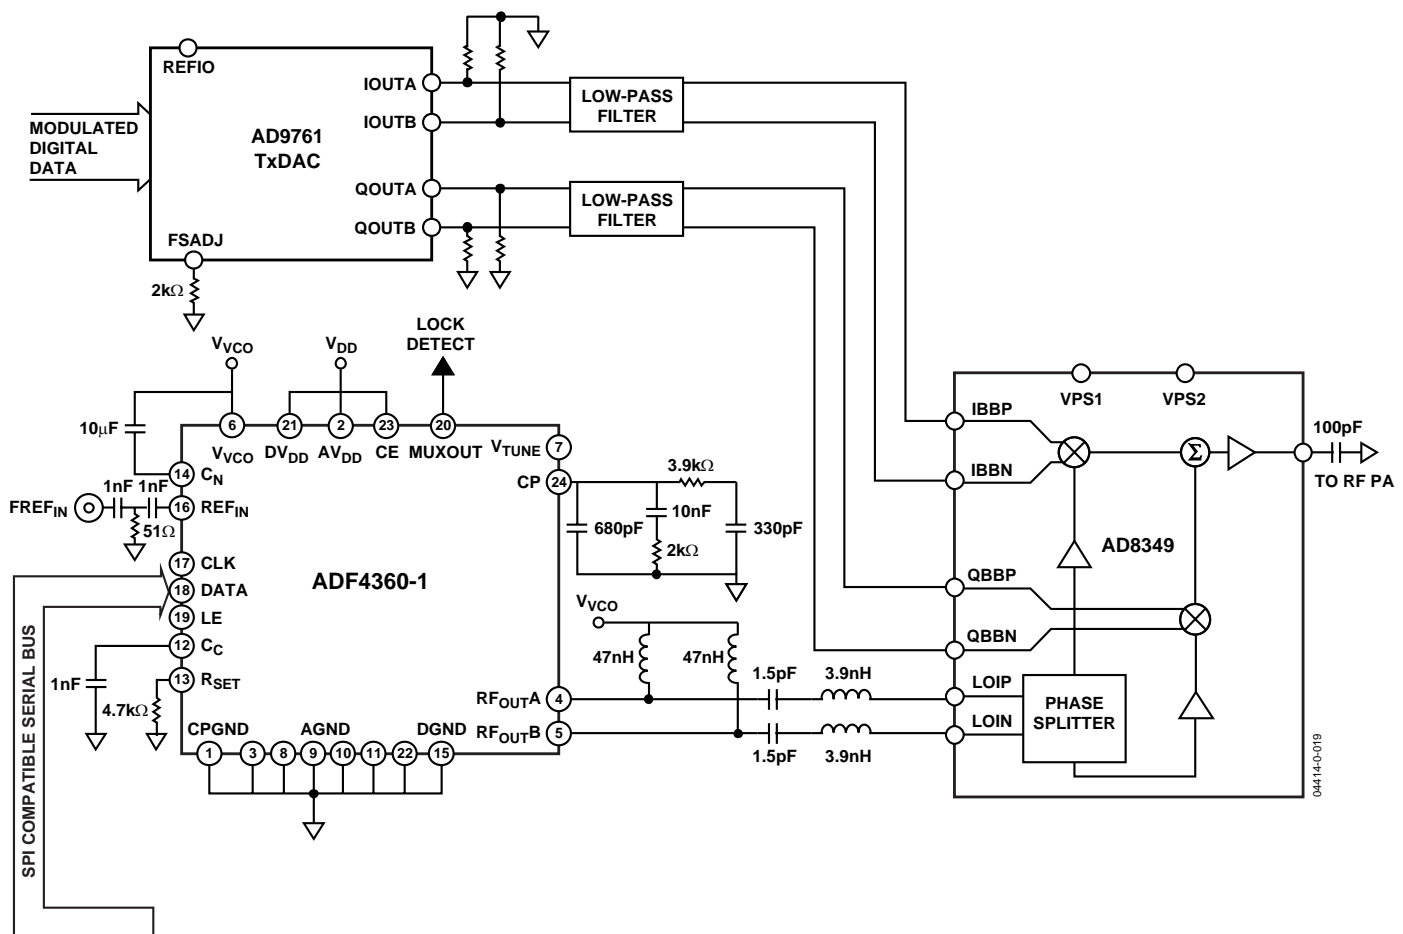 REFIO
MODULATED
DIGITAL
DATA
AD9761
TxDAC
IOUTA
IOUTB
QOUTA
QOUTB
FSADJ
2kΩ
LOW-PASS
FILTER
LOW-PASS
FILTER
LOCK
DETECT
VVCO
VDD
10µF
6
21
2
23
20
7
VVCO
DVDD
AVDD
CE
MUXOUT
VTUNE
14
CN
CP
24
1nF
1nF
FREFIN
16
REFIN
51Ω
17
CLK
18
DATA
19
LE
12
CC
13
RSET
1nF
4.7kΩ
ADF4360-1
3.9kΩ
680pF
10nF
2kΩ
330pF
VVCO
47nH
47nH
RFOUTA
4
RFOUTB
5
1.5pF
3.9nH
1.5pF
3.9nH
CPGND
AGND
DGND
1
3
8
9
10
11
22
15
SPI COMPATIBLE SERIAL BUS
VPS1
VPS2
IBBP
IBBN
Σ
100pF
TO RF PA
AD8349
QBBP
QBBN
LOIP
LOIN
PHASE
SPLITTER
04414-0-019